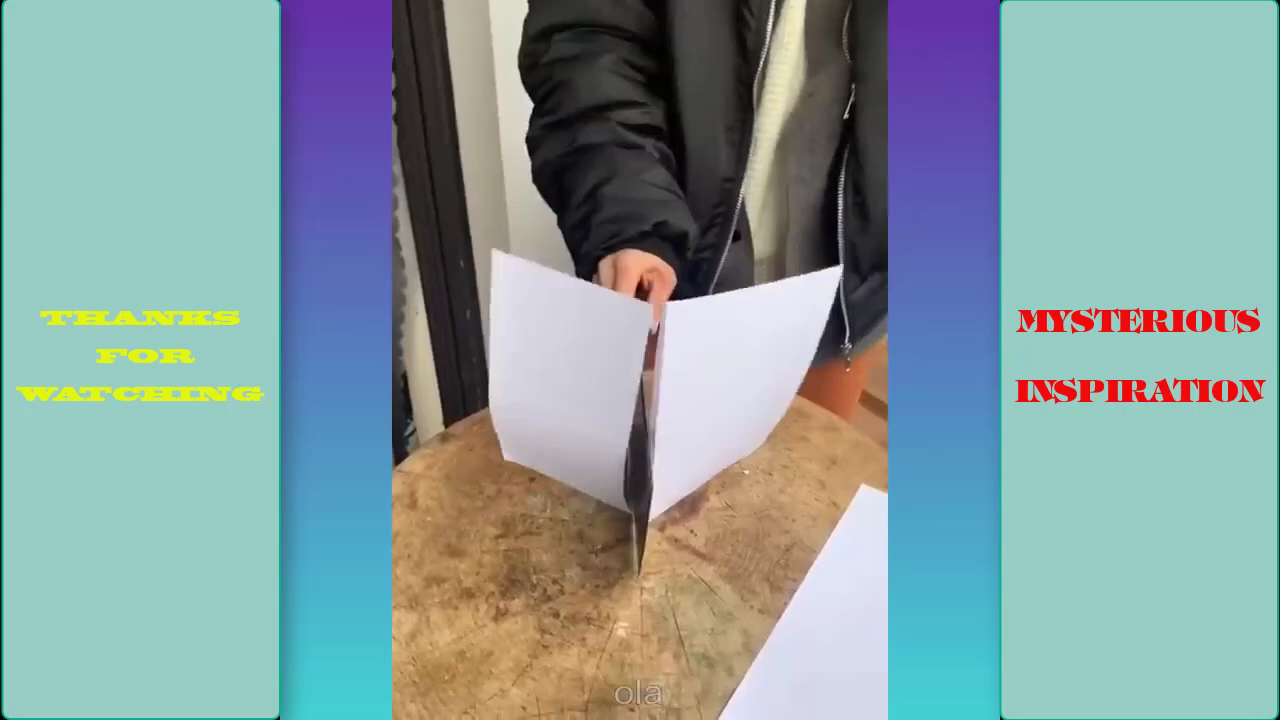 THANKS
FOR
WATCHING
MYSTERIOUS
INSPIRATION
ola